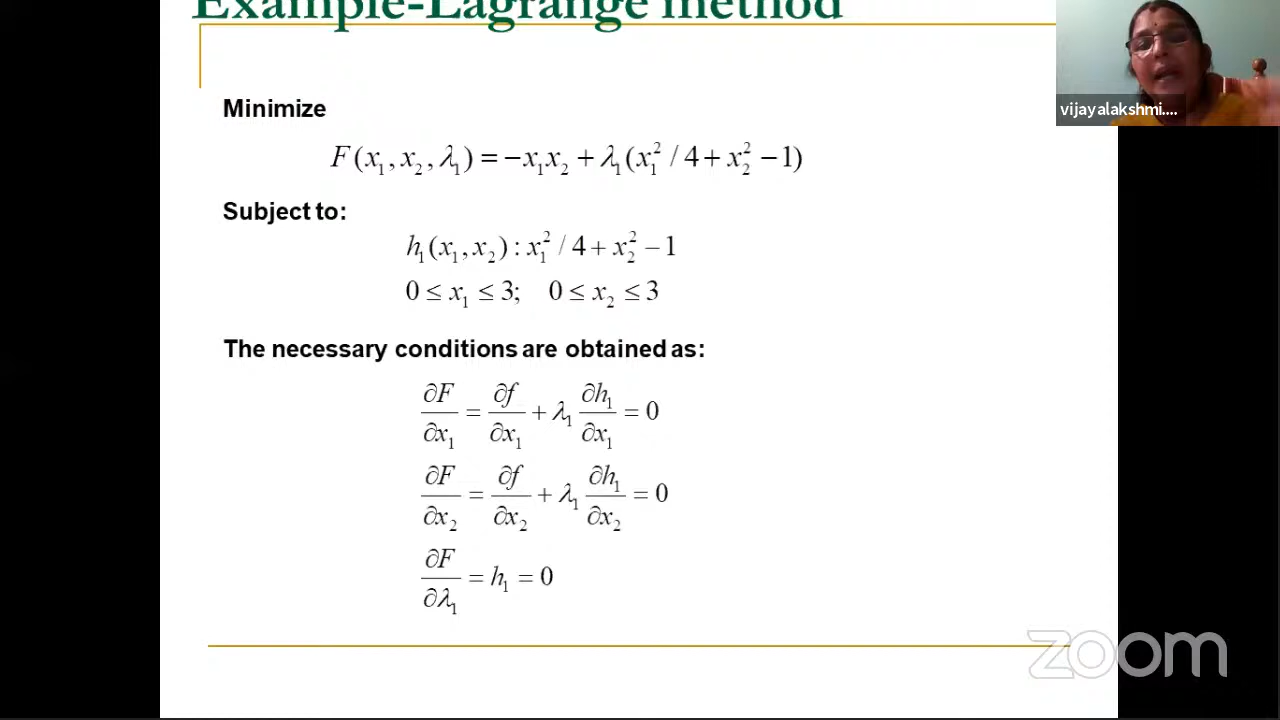 Example-Lagrange method
vijayalakshmi....
Minimize
F(x₁, x₂, λ₁) = −x₁x₂ + λ₁(x₁² / 4 + x₂² − 1)
Subject to:
h₁(x₁, x₂) : x₁² / 4 + x₂² − 1
0 ≤ x₁ ≤ 3; 0 ≤ x₂ ≤ 3
The necessary conditions are obtained as:
∂F/∂x₁ = ∂f/∂x₁ + λ₁ ∂h₁/∂x₁ = 0
∂F/∂x₂ = ∂f/∂x₂ + λ₁ ∂h₁/∂x₂ = 0
∂F/∂λ₁ = h₁ = 0
zoom